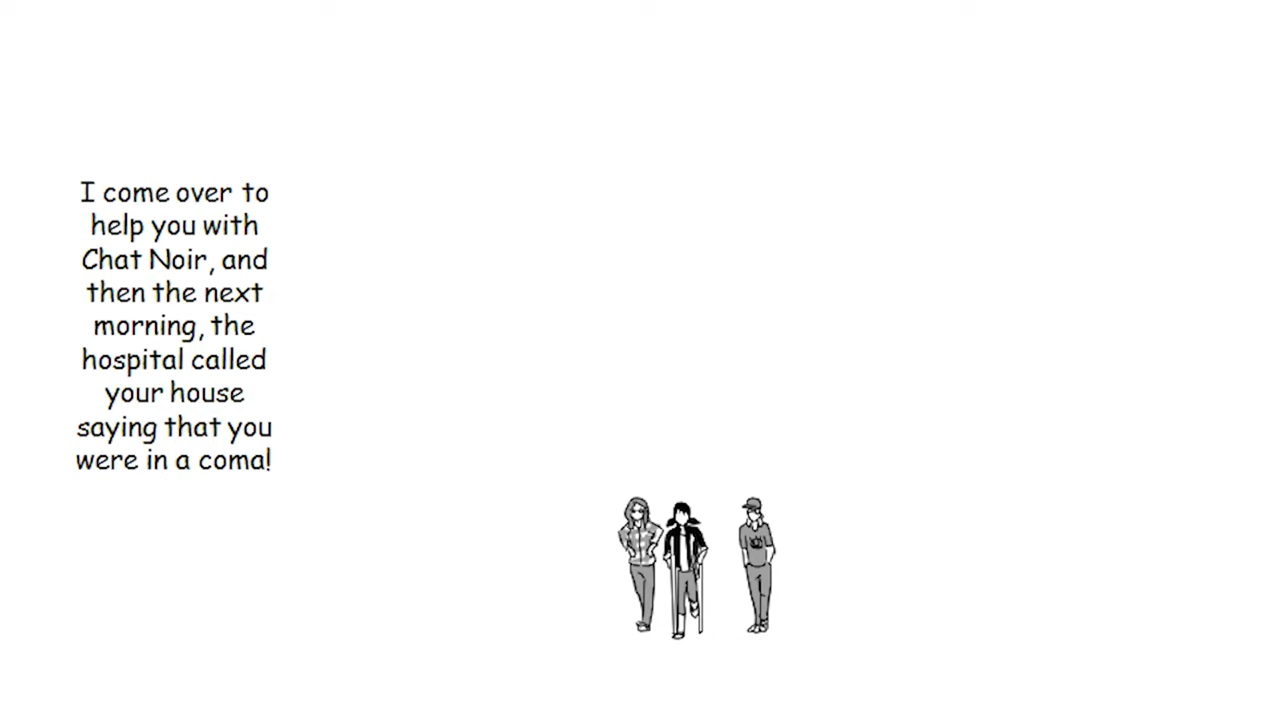 I come over to
help you with
Chat Noir, and
then the next
morning, the
hospital called
your house
saying that you
were in a coma!